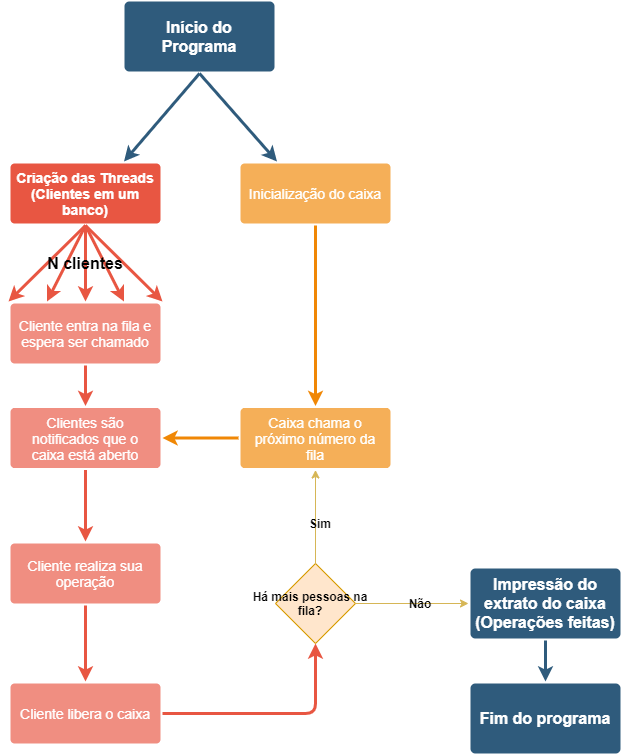 Início do
Programa
Criação das Threads
(Clientes em um
banco)
Inicialização do caixa
N clientes
Cliente entra na fila e
espera ser chamado
Clientes são
notificados que o
caixa está aberto
Caixa chama o
próximo número da
fila
Sim
Cliente realiza sua
operação
Há mais pessoas na
fila?
Não
Impressão do
extrato do caixa
(Operações feitas)
Cliente libera o caixa
Fim do programa